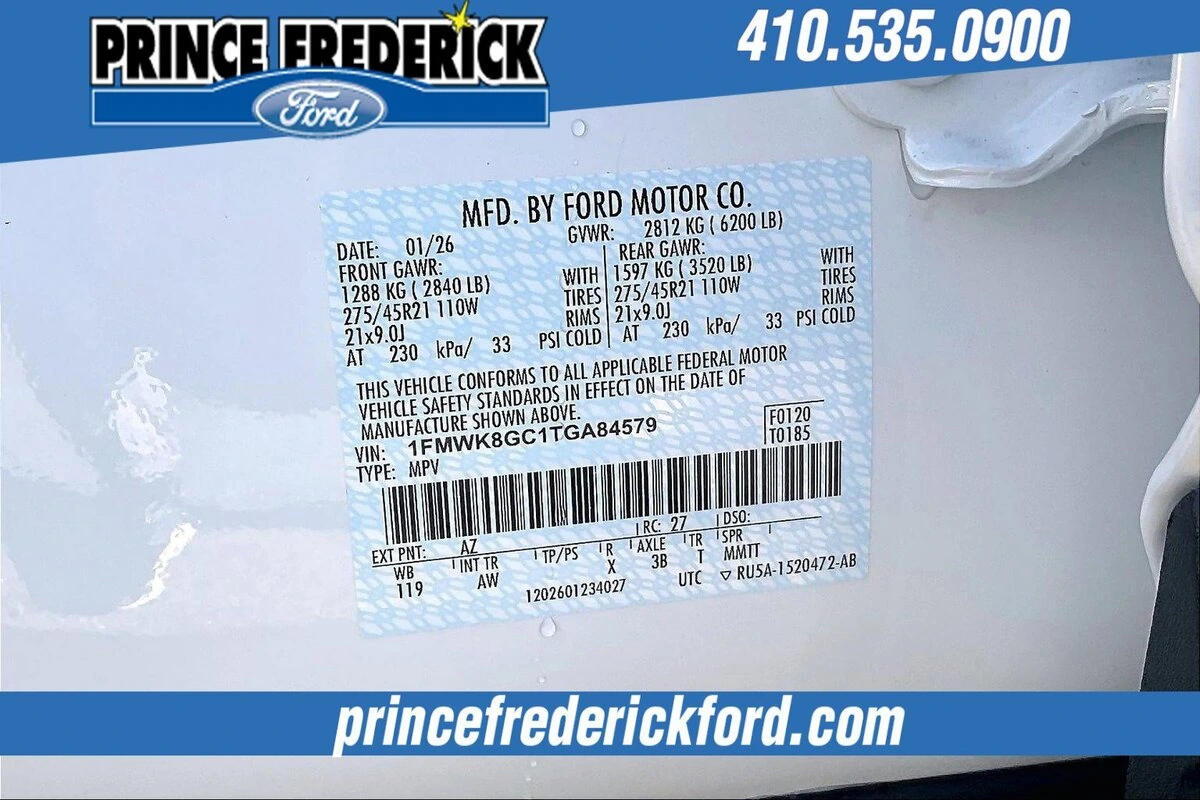 PRINCE FREDERICK
Ford
410.535.0900
MFD. BY FORD MOTOR CO.
DATE: 01/26 GVWR: 2812 KG ( 6200 LB)
FRONT GAWR: REAR GAWR:
1288 KG ( 2840 LB) WITH 1597 KG ( 3520 LB) WITH
275/45R21 110W TIRES 275/45R21 110W TIRES
21x9.0J RIMS 21x9.0J RIMS
AT 230 kPa/ 33 PSI COLD AT 230 kPa/ 33 PSI COLD
THIS VEHICLE CONFORMS TO ALL APPLICABLE FEDERAL MOTOR
VEHICLE SAFETY STANDARDS IN EFFECT ON THE DATE OF
MANUFACTURE SHOWN ABOVE.
VIN: 1FMWK8GC1TGA84579 F0120
TYPE: MPV T0185
EXT PNT: AZ RC: 27 DSO:
WB INT TR TP/PS R AXLE TR SPR
119 AW X 3B T MMTT
1202601234027 UTC ▽ RU5A-1520472-AB
princefrederickford.com